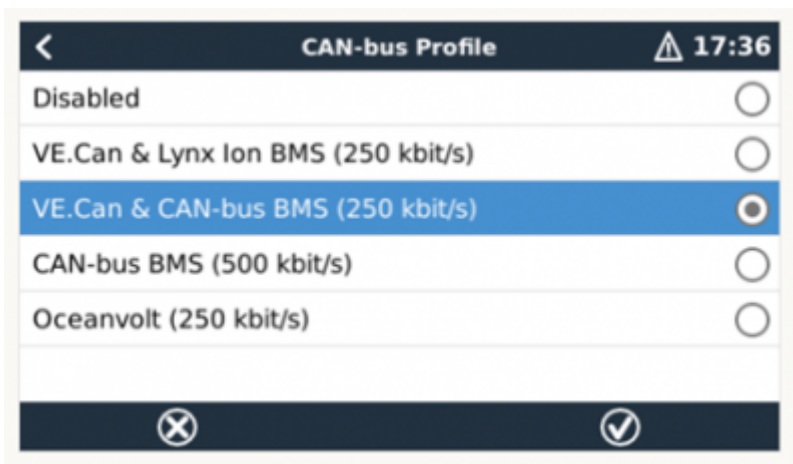 CAN-bus Profile 17:36
Disabled
VE.Can & Lynx Ion BMS (250 kbit/s)
VE.Can & CAN-bus BMS (250 kbit/s)
CAN-bus BMS (500 kbit/s)
Oceanvolt (250 kbit/s)